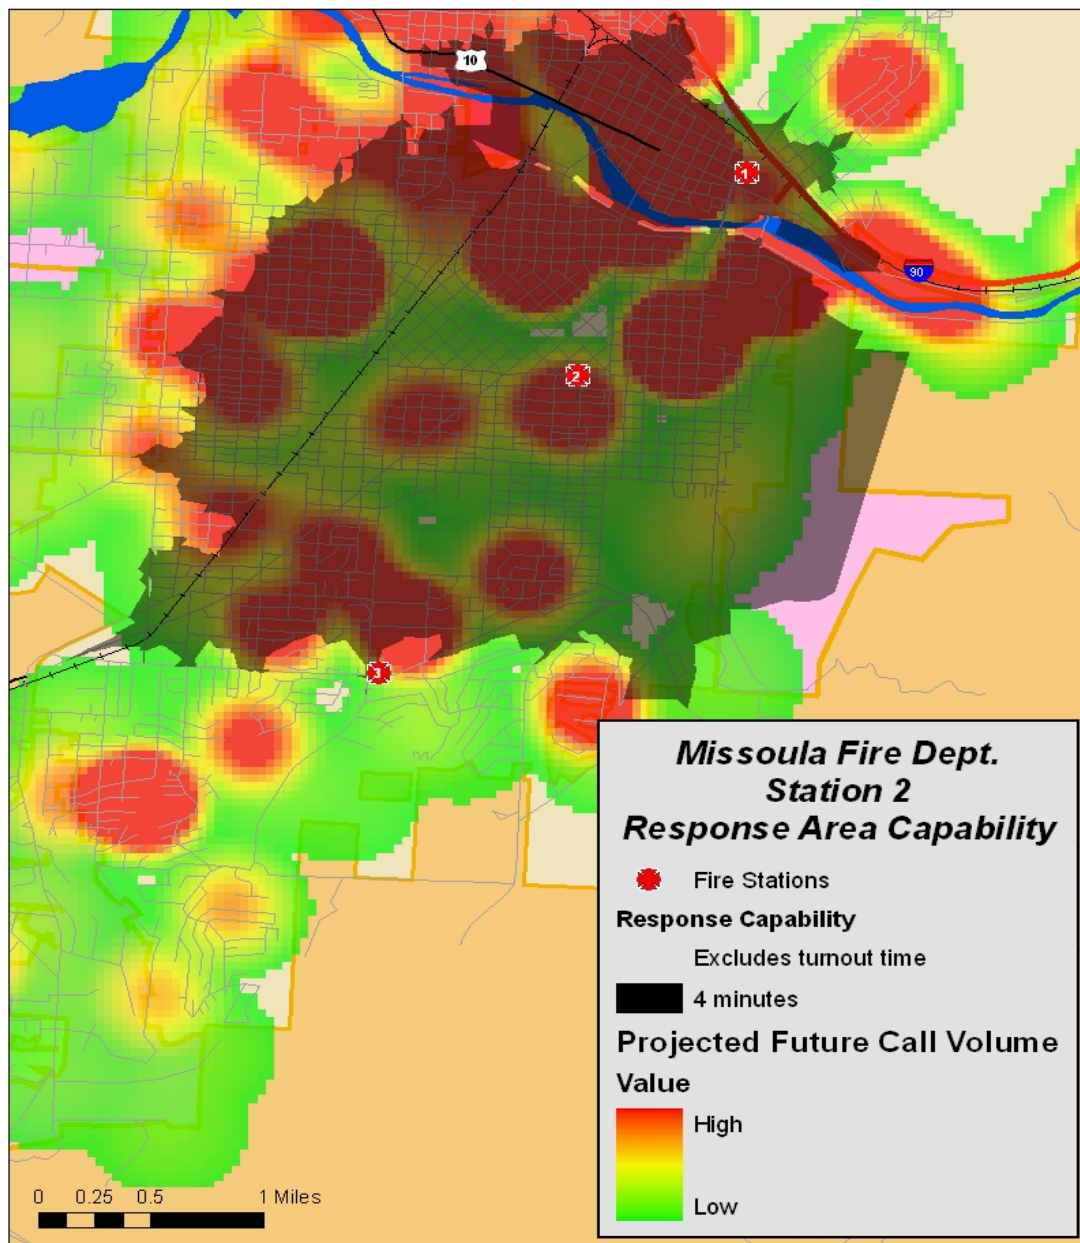 10
1
90
2
3
Missoula Fire Dept.
Station 2
Response Area Capability
Fire Stations
Response Capability
Excludes turnout time
4 minutes
Projected Future Call Volume
Value
High
Low
0 0.25 0.5 1 Miles